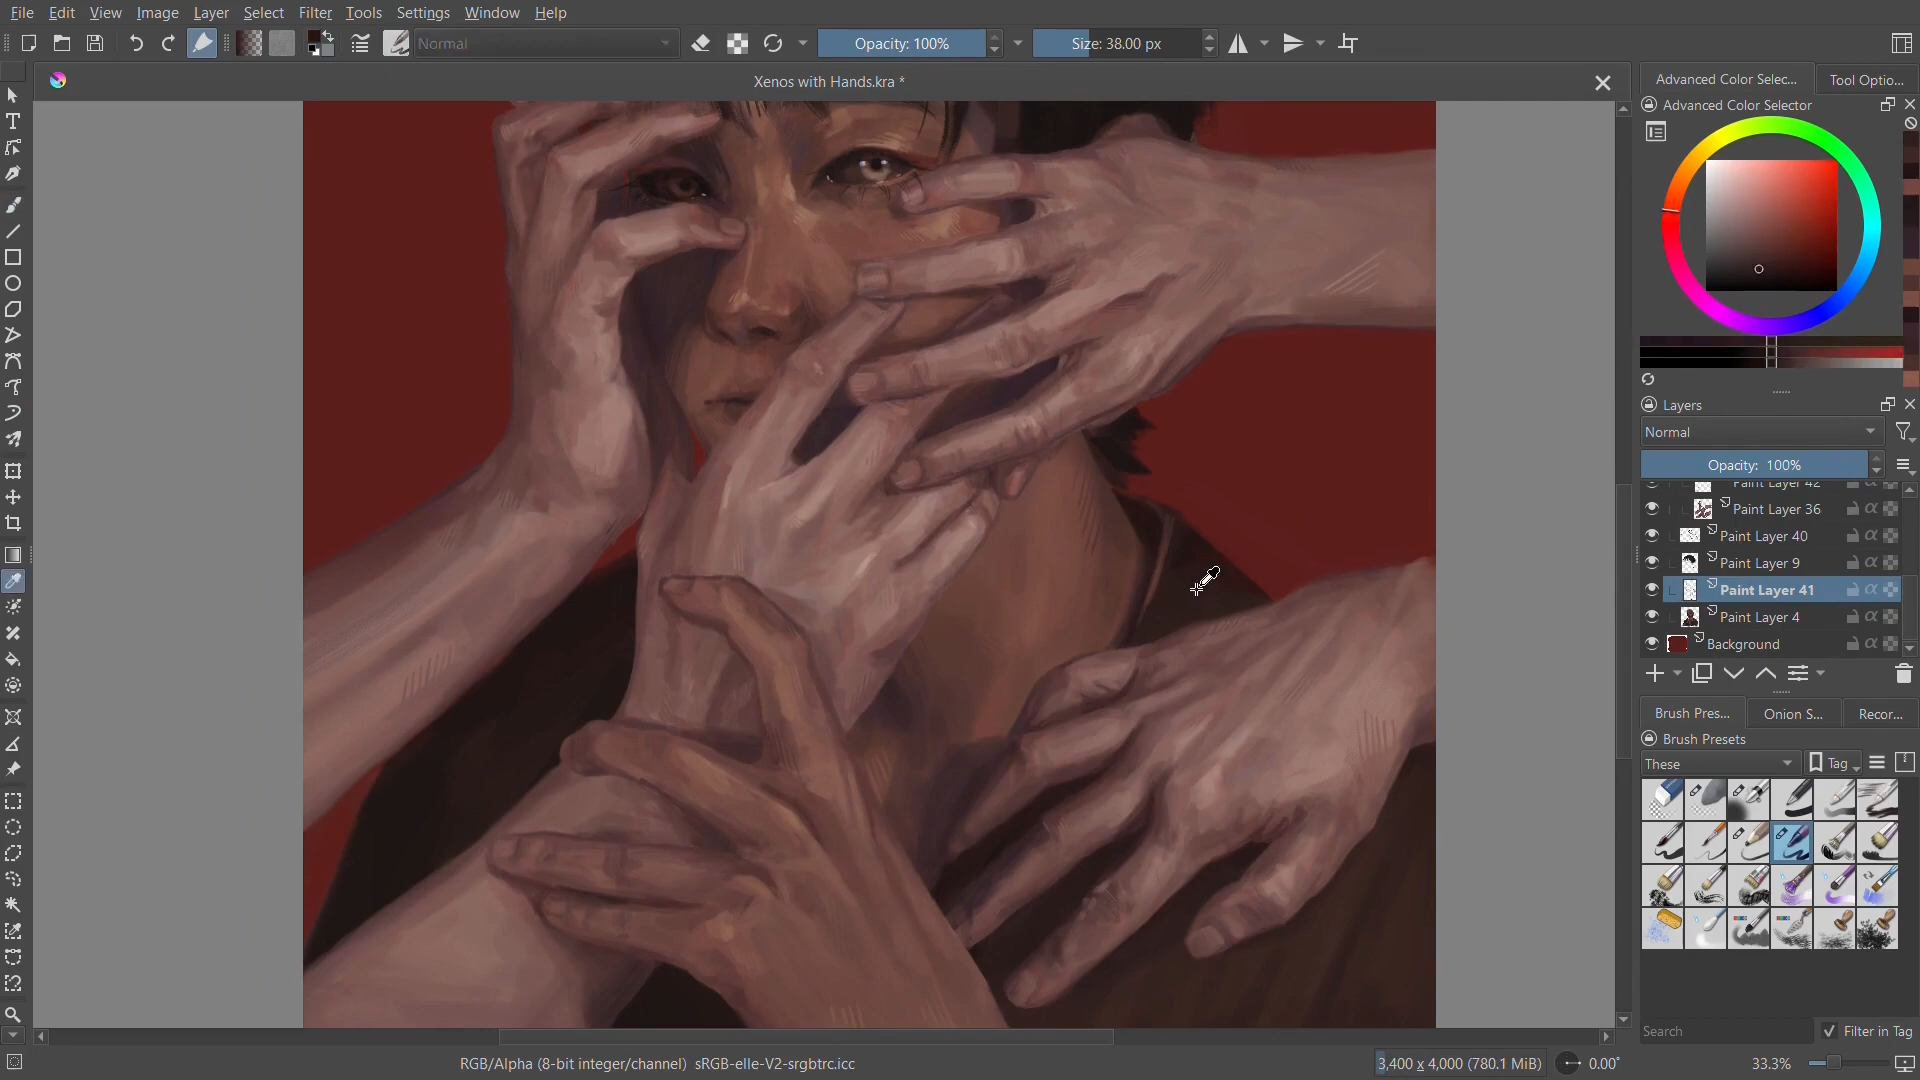 File Edit View Image Layer Select Filter Tools Settings Window Help
Normal
Opacity: 100%
Size: 38.00 px
Xenos with Hands.kra *
Advanced Color Selec...
Tool Optio...
Advanced Color Selector
Layers
Normal
Opacity: 100%
Paint Layer 42
Paint Layer 36
Paint Layer 40
Paint Layer 9
Paint Layer 41
Paint Layer 4
Background
Brush Pres...
Onion S...
Recor...
Brush Presets
These
Tag
Search
Filter in Tag
RGB/Alpha (8-bit integer/channel) sRGB-elle-V2-srgbtrc.icc
3,400 x 4,000 (780.1 MiB)
0.00°
33.3%